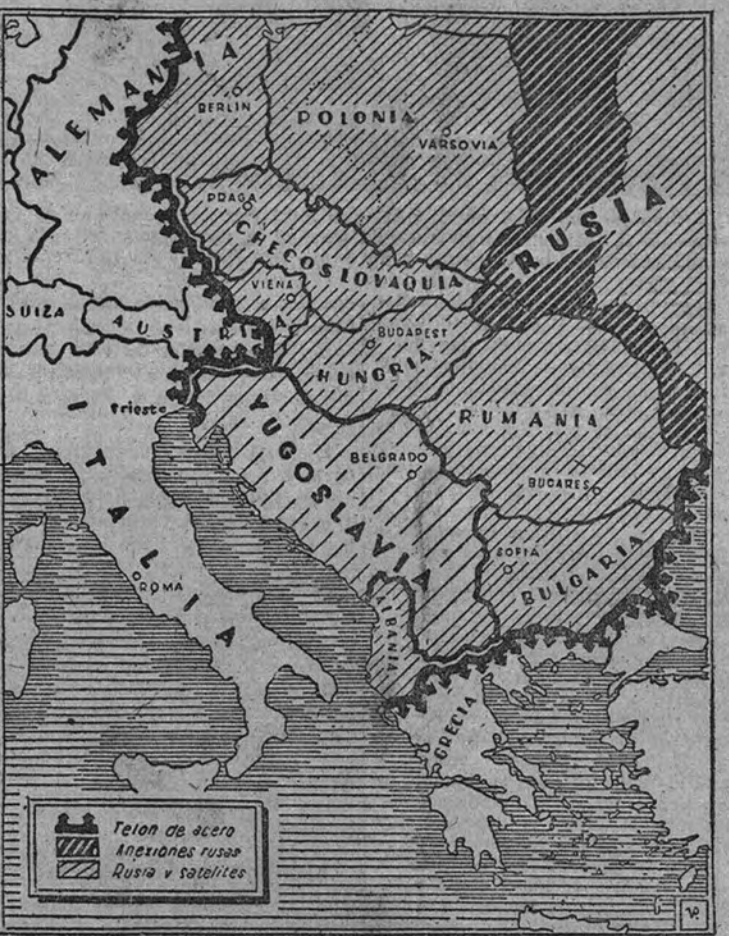 ALEMANIA
BERLIN
POLONIA
VARSOVIA
RUSIA
PRAGA
CHECOSLOVAQUIA
VIENA
SUIZA
AUSTRIA
BUDAPEST
HUNGRIA
Trieste
ITALIA
YUGOSLAVIA
RUMANIA
BELGRADO
BUCARES
SOFIA
BULGARIA
ROMA
ALBANIA
GRECIA
Telon de acero
Anexiones rusas
Rusia y satelites